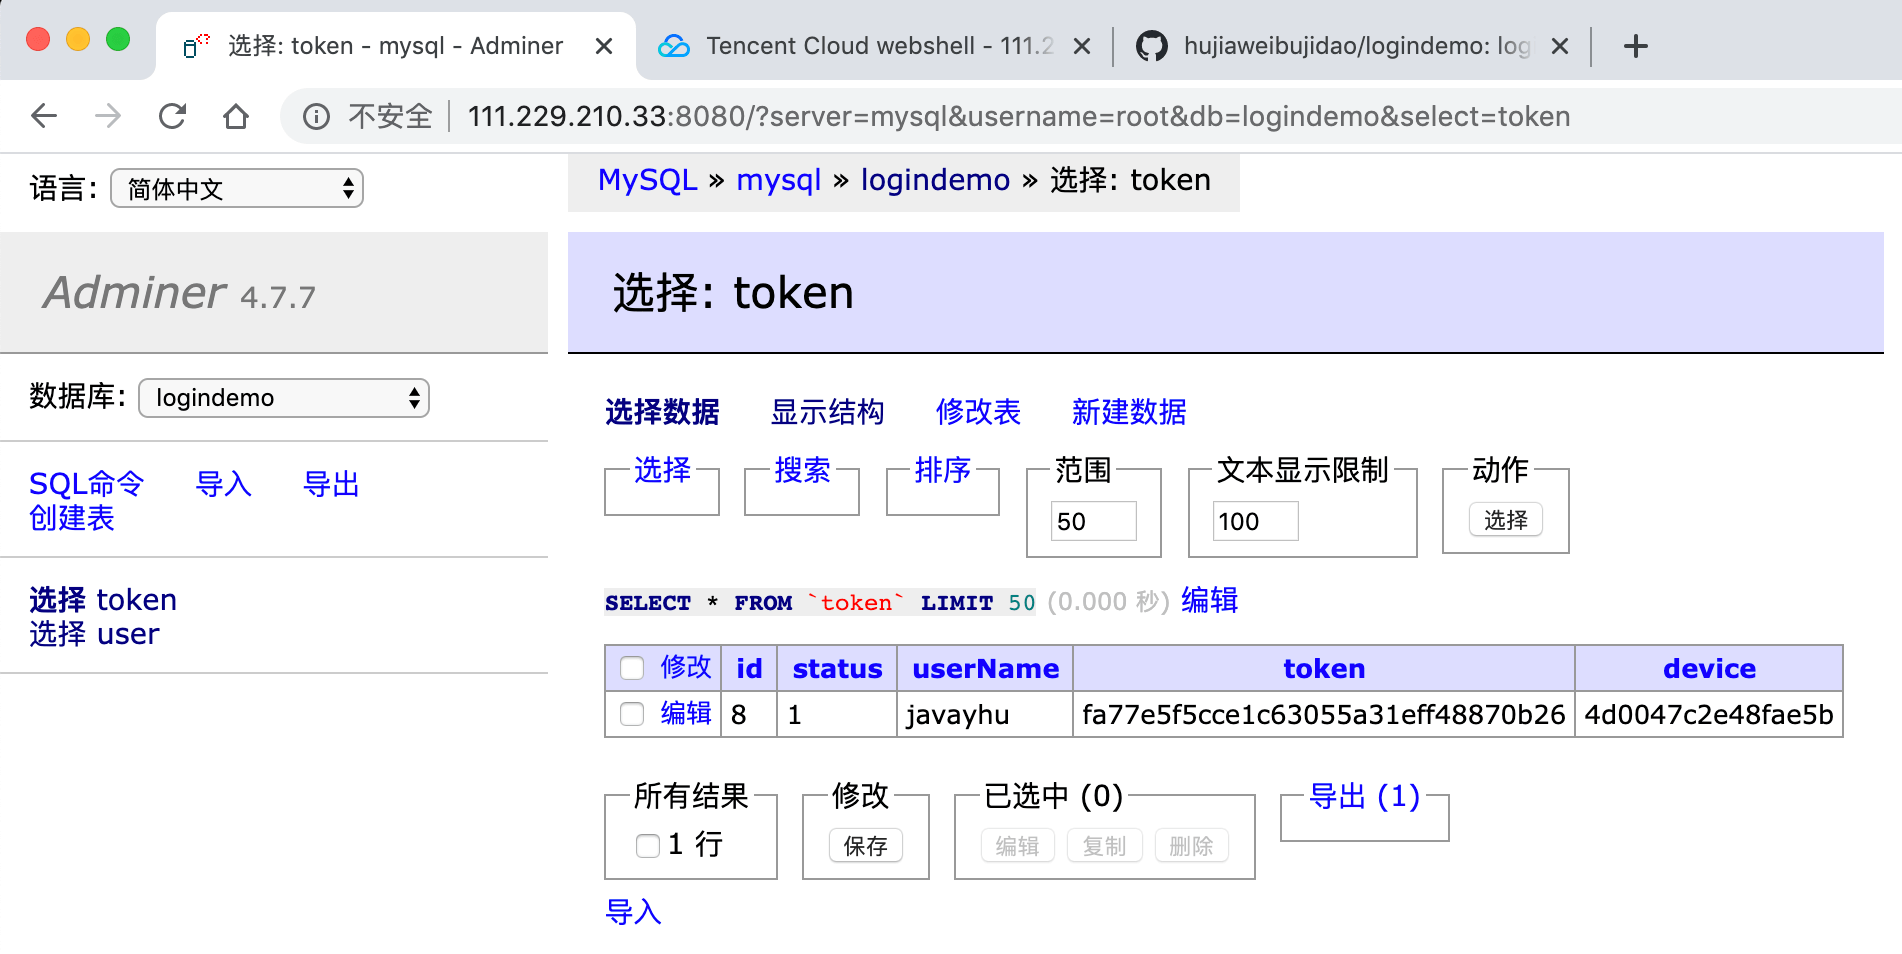 选择: token - mysql - Adminer
Tencent Cloud webshell - 111.2
hujiaweibujidao/logindemo: log
不安全 111.229.210.33:8080/?server=mysql&username=root&db=logindemo&select=token
语言: 简体中文
MySQL » mysql » logindemo » 选择: token
Adminer 4.7.7
选择: token
数据库: logindemo
选择数据 显示结构 修改表 新建数据
SQL命令 导入 导出
创建表
选择 搜索 排序 范围 文本显示限制 动作
50 100 选择
选择 token
选择 user
SELECT * FROM `token` LIMIT 50 (0.000 秒) 编辑
修改 id status userName token device
编辑 8 1 javayhu fa77e5f5cce1c63055a31eff48870b26 4d0047c2e48fae5b
所有结果 修改 已选中 (0) 导出 (1)
1 行 保存 编辑 复制 删除
导入